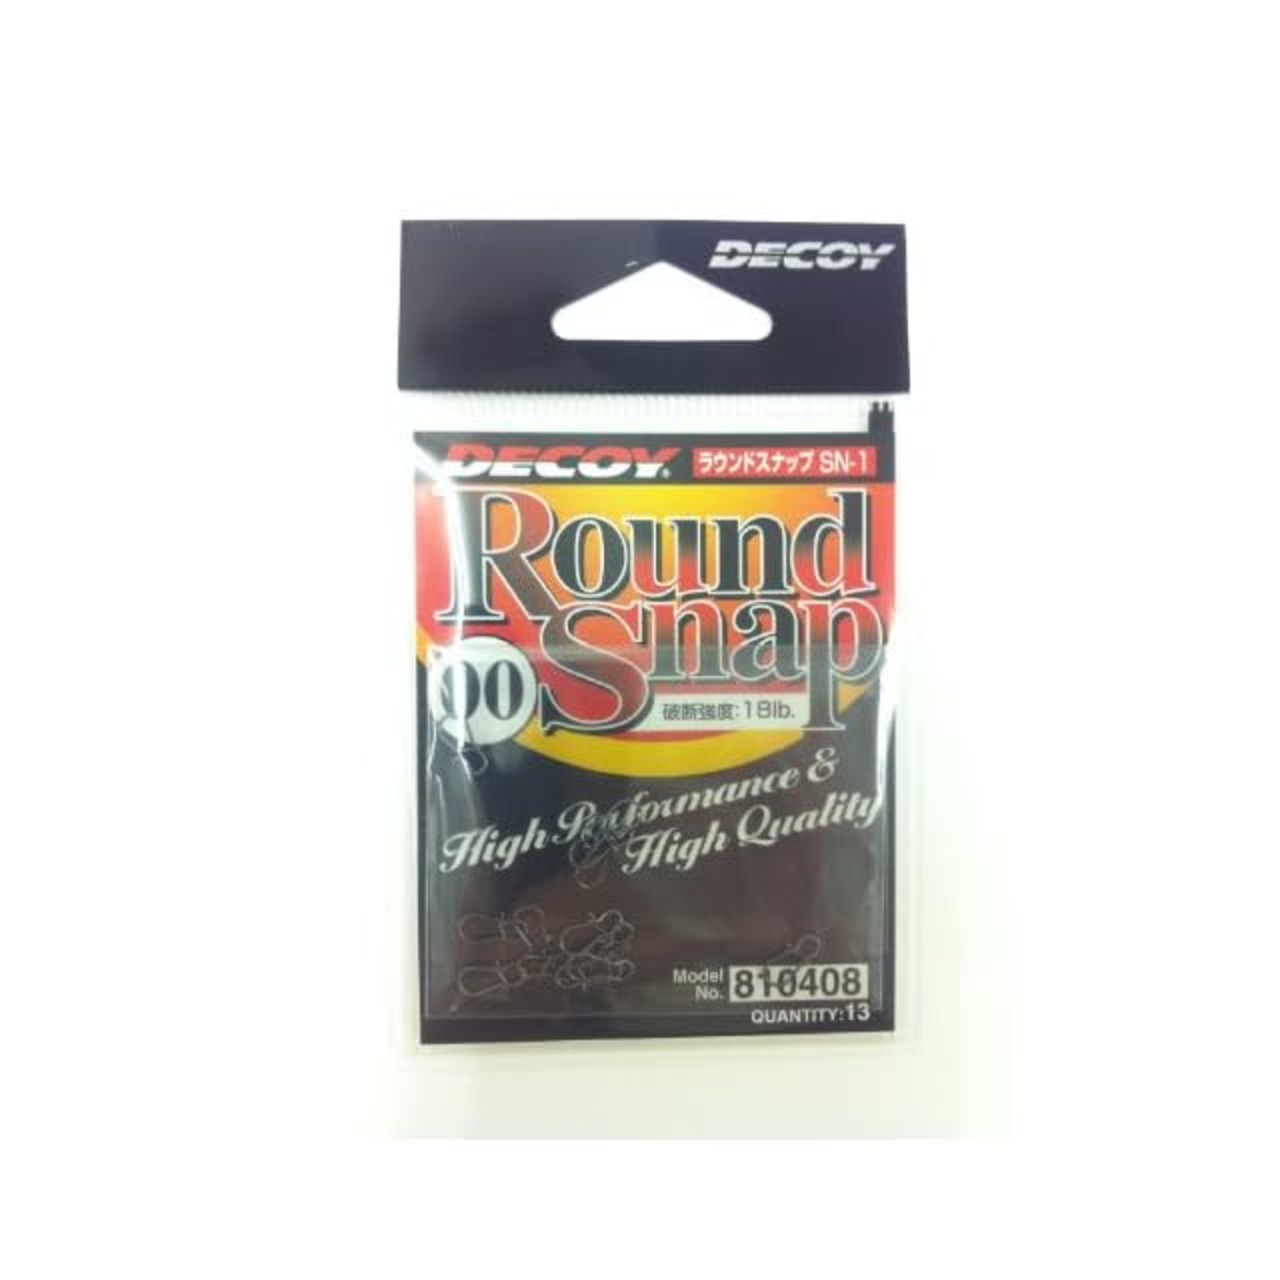 DECOY
DECOY® ラウンドスナップ SN-1
Round
Snap
00
破断強度:18lb.
High Performance &
High Quality
Model No. 810408
QUANTITY:13